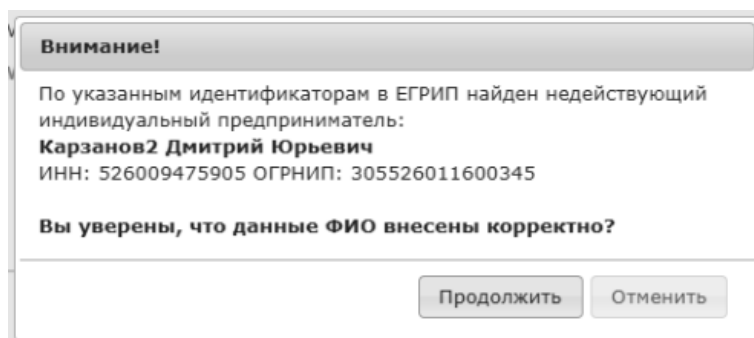 Внимание!
По указанным идентификаторам в ЕГРИП найден недействующий
индивидуальный предприниматель:
Карзанов2 Дмитрий Юрьевич
ИНН: 526009475905 ОГРНИП: 305526011600345
Вы уверены, что данные ФИО внесены корректно?
Продолжить
Отменить